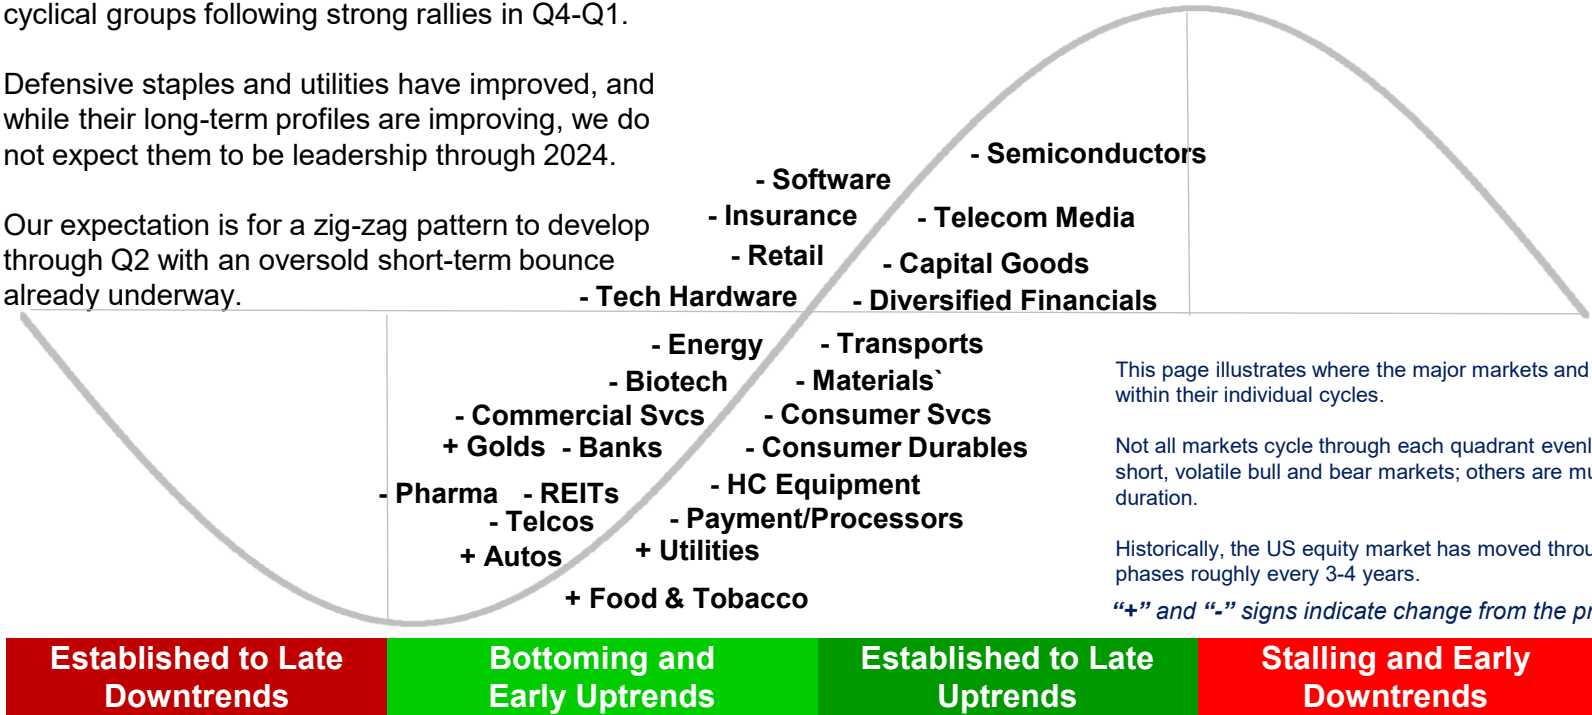 cyclical groups following strong rallies in Q4-Q1.
Defensive staples and utilities have improved, and
while their long-term profiles are improving, we do
not expect them to be leadership through 2024.
Our expectation is for a zig-zag pattern to develop
through Q2 with an oversold short-term bounce
already underway.
- Semiconductors
- Software
- Insurance
- Telecom Media
- Retail
- Capital Goods
- Tech Hardware
- Diversified Financials
- Energy
- Transports
- Biotech
- Materials`
- Commercial Svcs
- Consumer Svcs
+ Golds
- Banks
- Consumer Durables
- Pharma
- REITs
- HC Equipment
- Telcos
- Payment/Processors
+ Autos
+ Utilities
+ Food & Tobacco
This page illustrates where the major markets and
within their individual cycles.
Not all markets cycle through each quadrant evenl
short, volatile bull and bear markets; others are mu
duration.
Historically, the US equity market has moved throu
phases roughly every 3-4 years.
“+” and “-” signs indicate change from the pr
Established to Late
Downtrends
Bottoming and
Early Uptrends
Established to Late
Uptrends
Stalling and Early
Downtrends